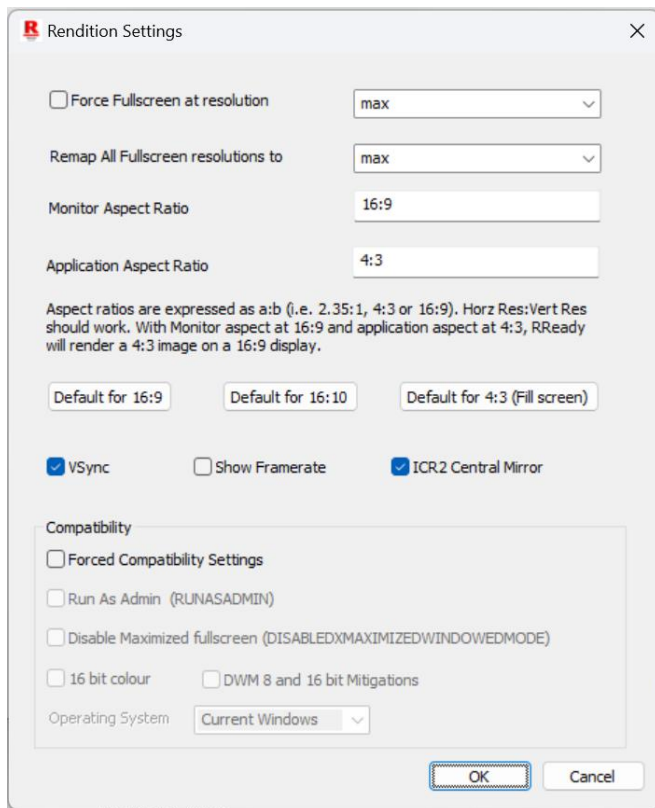 R Rendition Settings
Force Fullscreen at resolution max
Remap All Fullscreen resolutions to max
Monitor Aspect Ratio 16:9
Application Aspect Ratio 4:3
Aspect ratios are expressed as a:b (i.e. 2.35:1, 4:3 or 16:9). Horz Res:Vert Res
should work. With Monitor aspect at 16:9 and application aspect at 4:3, RReady
will render a 4:3 image on a 16:9 display.
Default for 16:9 Default for 16:10 Default for 4:3 (Fill screen)
VSync Show Framerate ICR2 Central Mirror
Compatibility
Forced Compatibility Settings
Run As Admin (RUNASADMIN)
Disable Maximized fullscreen (DISABLEDXMAXIMIZEDWINDOWEDMODE)
16 bit colour DWM 8 and 16 bit Mitigations
Operating System Current Windows
OK Cancel